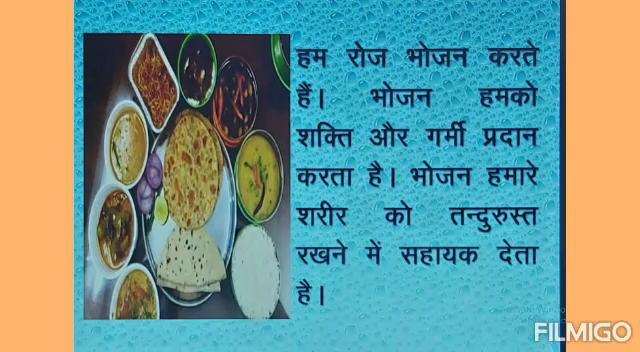 हम रोज भोजन करते
हैं। भोजन हमको
शक्ति और गर्मी प्रदान
करता है। भोजन हमारे
शरीर को तन्दुरुस्त
रखने में सहायक देता
है।
FILMIGO